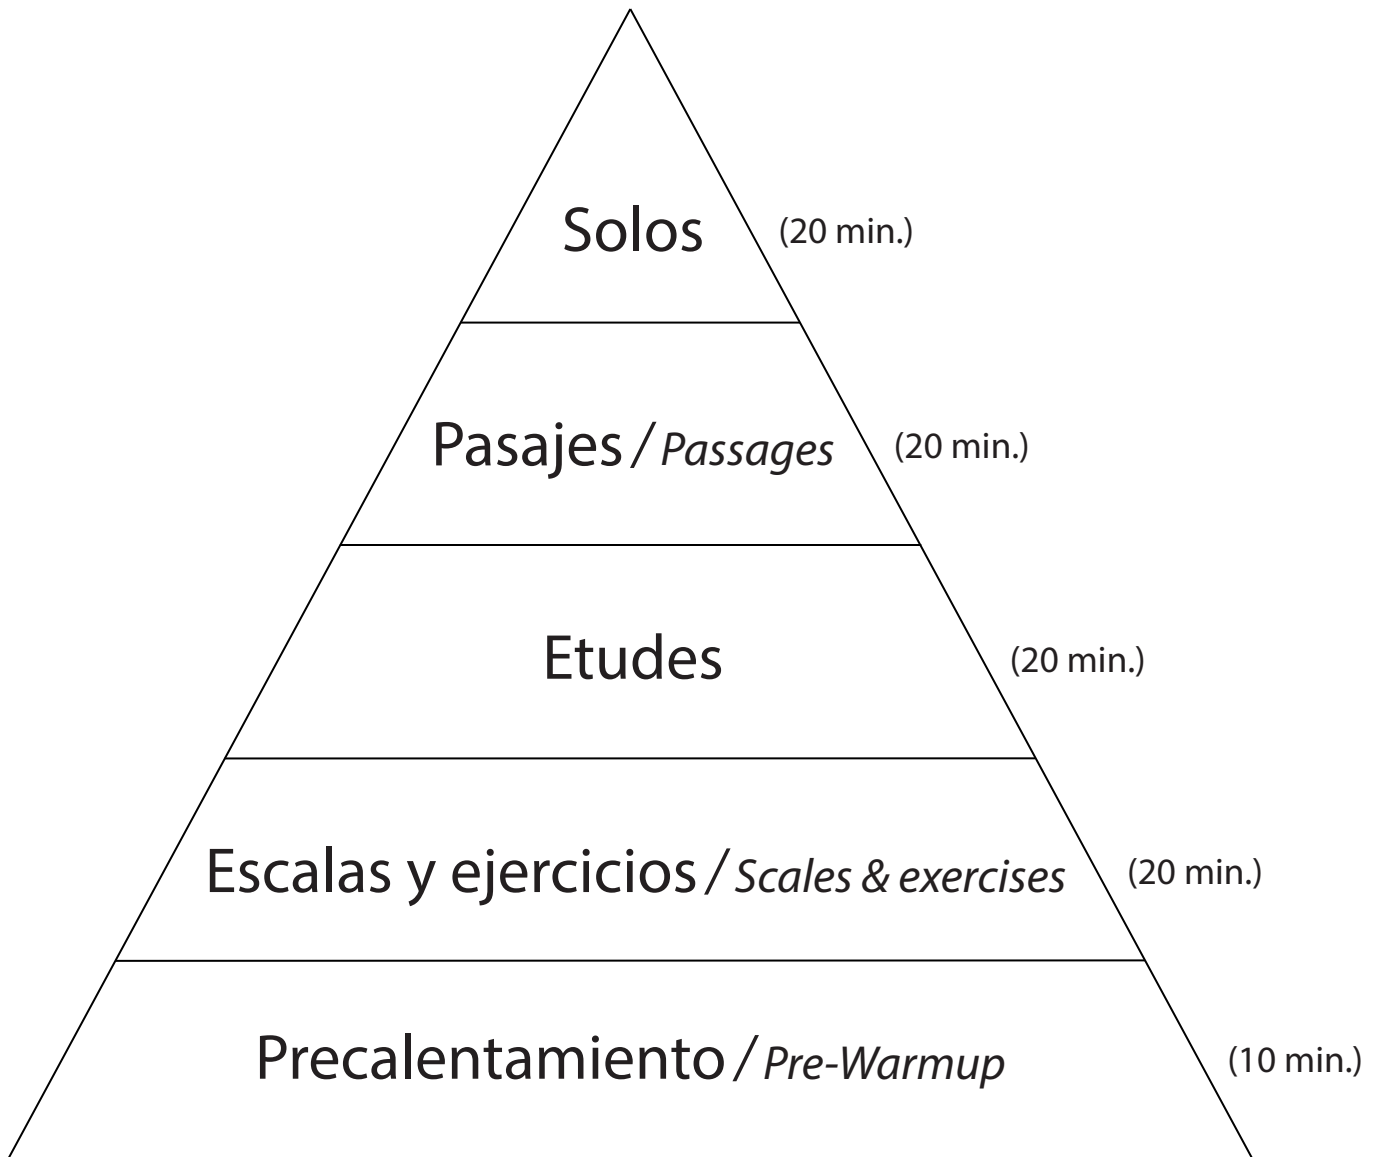 Solos (20 min.)
Pasajes / Passages (20 min.)
Etudes (20 min.)
Escalas y ejercicios / Scales & exercises (20 min.)
Precalentamiento / Pre-Warmup (10 min.)